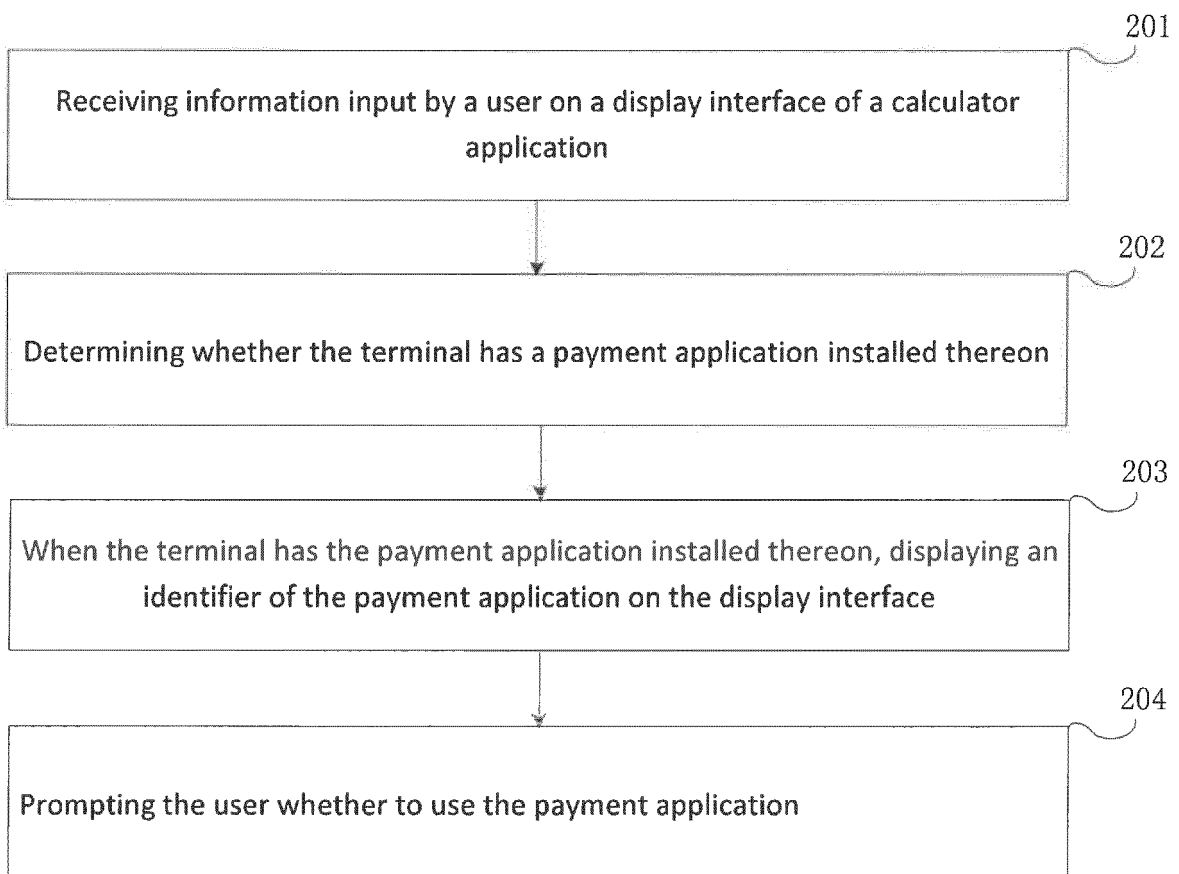 201
Receiving information input by a user on a display interface of a calculator
application
202
Determining whether the terminal has a payment application installed thereon
203
When the terminal has the payment application installed thereon, displaying an
identifier of the payment application on the display interface
204
Prompting the user whether to use the payment application